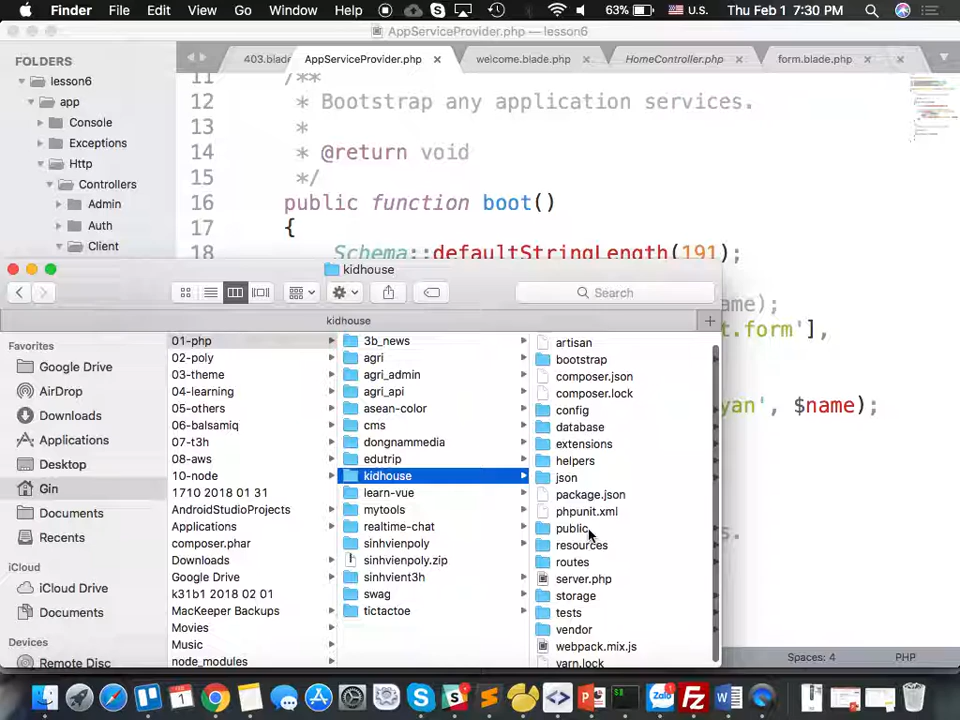 Finder File Edit View Go Window Help 63% U.S. Thu Feb 1 7:30 PM
AppServiceProvider.php — lesson6
FOLDERS
lesson6
app
Console
Exceptions
Http
Controllers
Admin
Auth
Client
403.blade AppServiceProvider.php welcome.blade.php HomeController.php form.blade.php
11 /**
12 * Bootstrap any application services.
13 *
14 * @return void
15 */
16 public function boot()
17 {
18 Schema::defaultStringLength(191);
name);
t.form'],
yan', $name);
s.
kidhouse
Search
kidhouse
Favorites
Google Drive
AirDrop
Downloads
Applications
Desktop
Gin
Documents
Recents
iCloud
iCloud Drive
Documents
Devices
Remote Disc
01-php
02-poly
03-theme
04-learning
05-others
06-balsamiq
07-t3h
08-aws
10-node
1710 2018 01 31
AndroidStudioProjects
Applications
composer.phar
Downloads
Google Drive
k31b1 2018 02 01
MacKeeper Backups
Movies
Music
node_modules
3b_news
agri
agri_admin
agri_api
asean-color
cms
dongnammedia
edutrip
kidhouse
learn-vue
mytools
realtime-chat
sinhvienpoly
sinhvienpoly.zip
sinhvient3h
swag
tictactoe
artisan
bootstrap
composer.json
composer.lock
config
database
extensions
helpers
json
package.json
phpunit.xml
public
resources
routes
server.php
storage
tests
vendor
webpack.mix.js
yarn.lock
Spaces: 4 PHP
Zalo